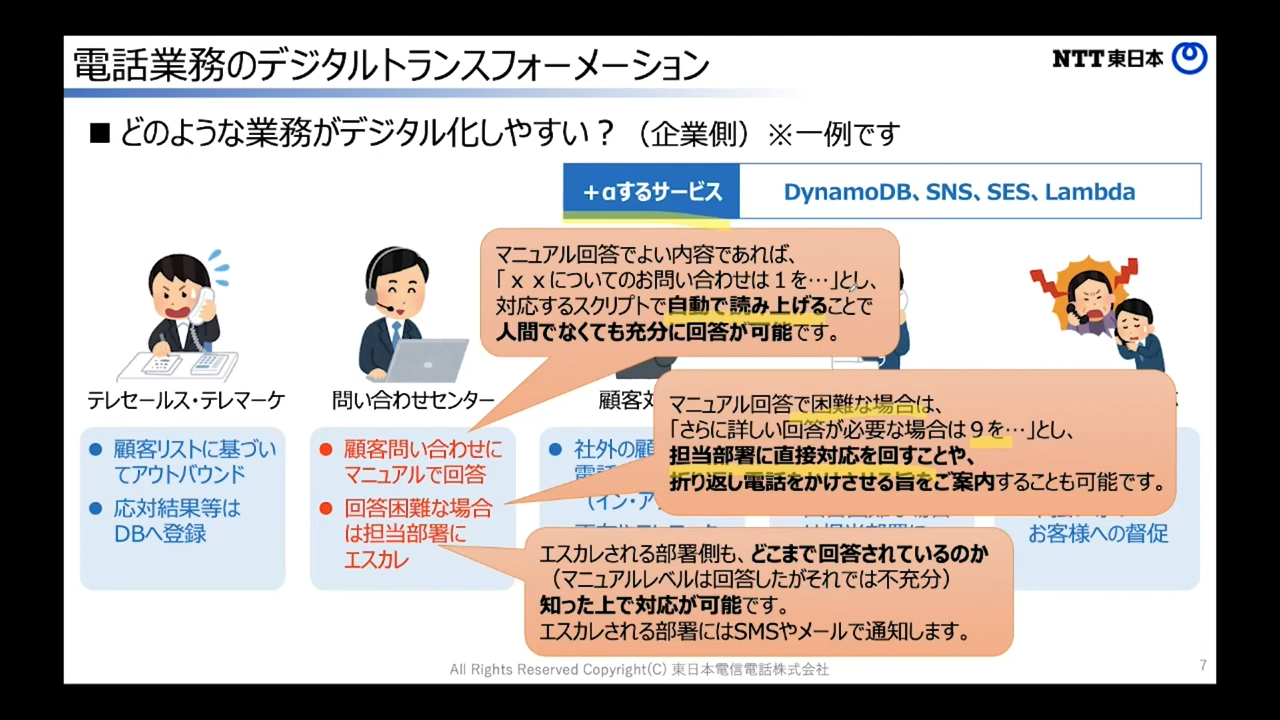 電話業務のデジタルトランスフォーメーション
NTT東日本
■ どのような業務がデジタル化しやすい？（企業側）※一例です
＋αするサービス
DynamoDB、SNS、SES、Lambda
マニュアル回答でよい内容であれば、
「ｘｘについてのお問い合わせは１を…」とし、
対応するスクリプトで自動で読み上げることで
人間でなくても充分に回答が可能です。
テレセールス・テレマーケ
問い合わせセンター
顧客対
マニュアル回答で困難な場合は、
「さらに詳しい回答が必要な場合は９を…」とし、
担当部署に直接対応を回すことや、
折り返し電話をかけさせる旨をご案内することも可能です。
● 顧客リストに基づい
てアウトバウンド
● 応対結果等は
DBへ登録
● 顧客問い合わせに
マニュアルで回答
● 回答困難な場合
は担当部署に
エスカレ
● 社外の顧
（イン・ア
は担当部署に
お客様への督促
エスカレされる部署側も、どこまで回答されているのか
（マニュアルレベルは回答したがそれでは不充分）
知った上で対応が可能です。
エスカレされる部署にはSMSやメールで通知します。
All Rights Reserved Copyright(C) 東日本電信電話株式会社
7